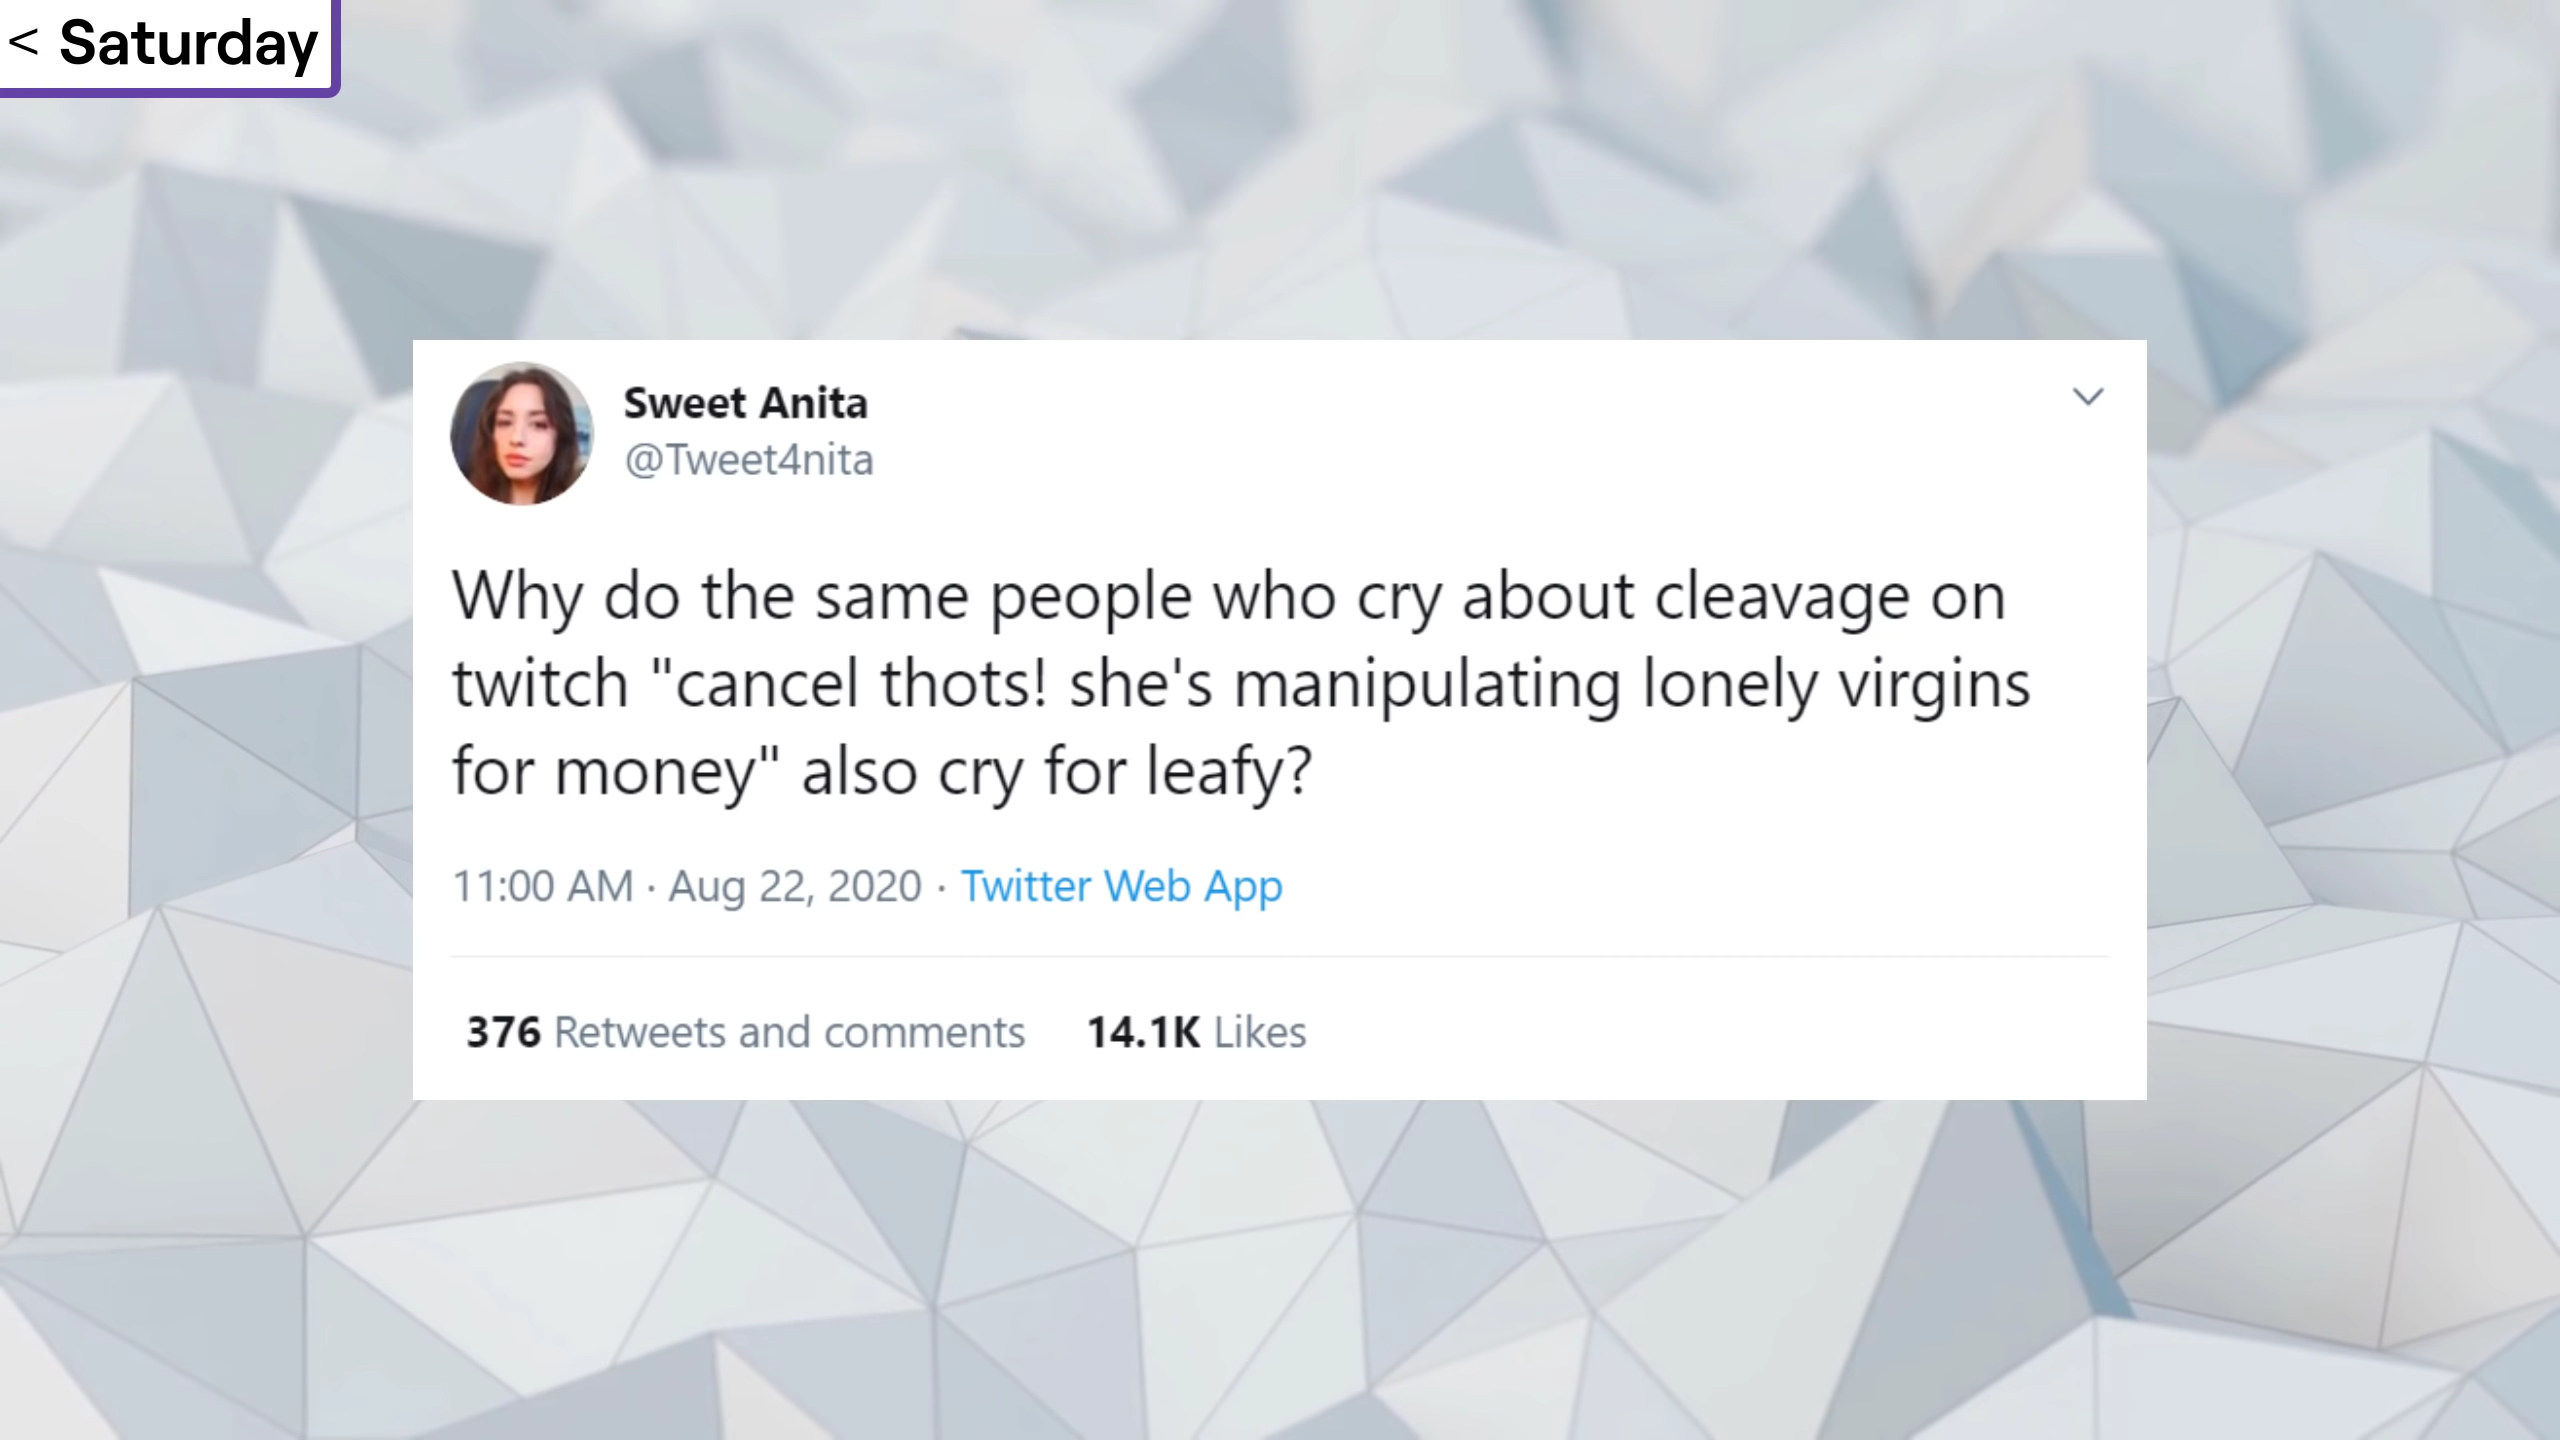 < Saturday
Sweet Anita
@Tweet4nita
Why do the same people who cry about cleavage on
twitch "cancel thots! she's manipulating lonely virgins
for money" also cry for leafy?
11:00 AM · Aug 22, 2020 · Twitter Web App
376 Retweets and comments 14.1K Likes